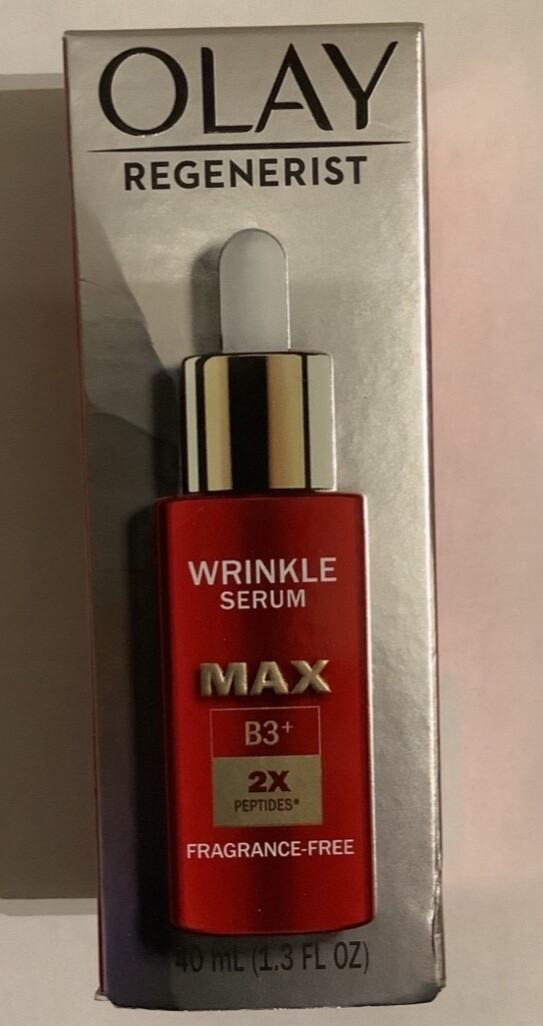 OLAY
REGENERIST
WRINKLE
SERUM
MAX
B3+
2X
PEPTIDES*
FRAGRANCE-FREE
40 mL (1.3 FL OZ)